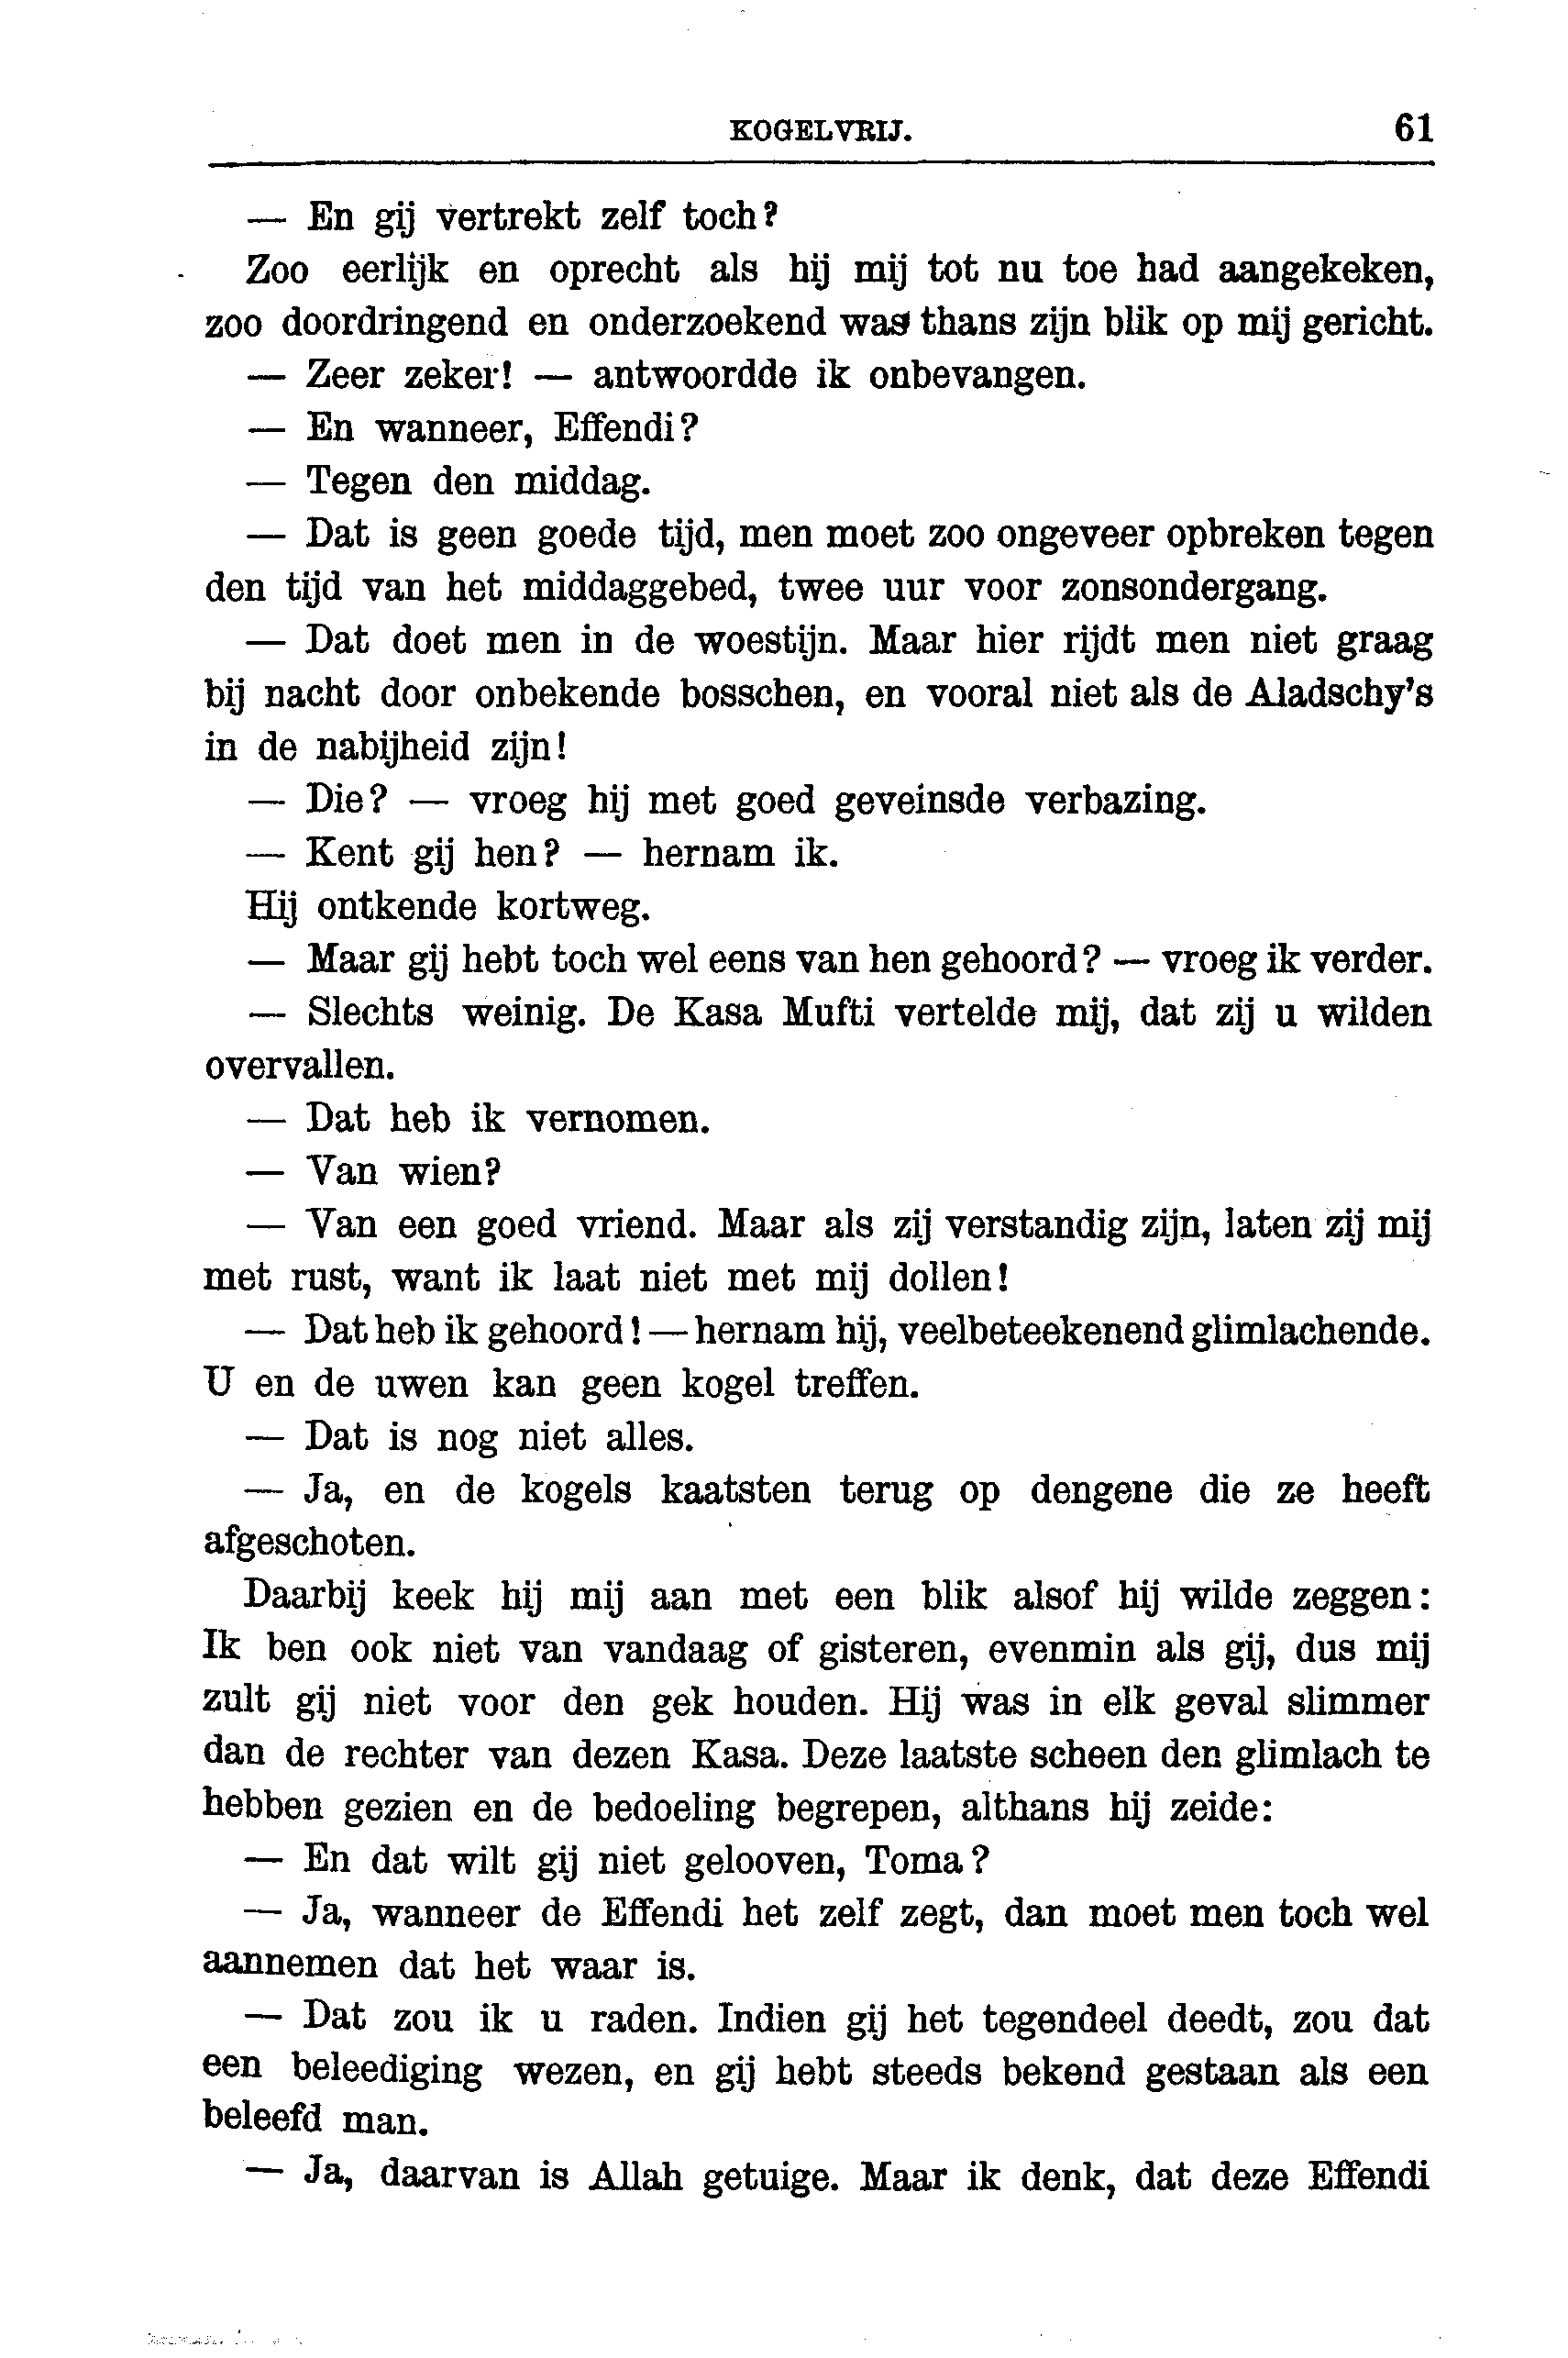 KOGELVRIJ. 61
— En gij vertrekt zelf toch?
Zoo eerlijk en oprecht als hij mij tot nu toe had aangekeken,
zoo doordringend en onderzoekend was thans zijn blik op mij gericht.
— Zeer zeker! — antwoordde ik onbevangen.
— En wanneer, Effendi?
— Tegen den middag.
— Dat is geen goede tijd, men moet zoo ongeveer opbreken tegen
den tijd van het middaggebed, twee uur voor zonsondergang.
— Dat doet men in de woestijn. Maar hier rijdt men niet graag
bij nacht door onbekende bosschen, en vooral niet als de Aladschy's
in de nabijheid zijn!
— Die? — vroeg hij met goed geveinsde verbazing.
— Kent gij hen? — hernam ik.
Hij ontkende kortweg.
— Maar gij hebt toch wel eens van hen gehoord? — vroeg ik verder.
— Slechts weinig. De Kasa Mufti vertelde mij, dat zij u wilden
overvallen.
— Dat heb ik vernomen.
— Van wien?
— Van een goed vriend. Maar als zij verstandig zijn, laten zij mij
met rust, want ik laat niet met mij dollen!
— Dat heb ik gehoord! — hernam hij, veelbeteekenend glimlachende.
U en de uwen kan geen kogel treffen.
— Dat is nog niet alles.
— Ja, en de kogels kaatsten terug op dengene die ze heeft
afgeschoten.
Daarbij keek hij mij aan met een blik alsof hij wilde zeggen:
Ik ben ook niet van vandaag of gisteren, evenmin als gij, dus mij
zult gij niet voor den gek houden. Hij was in elk geval slimmer
dan de rechter van dezen Kasa. Deze laatste scheen den glimlach te
hebben gezien en de bedoeling begrepen, althans hij zeide:
— En dat wilt gij niet gelooven, Toma?
— Ja, wanneer de Effendi het zelf zegt, dan moet men toch wel
aannemen dat het waar is.
— Dat zou ik u raden. Indien gij het tegendeel deedt, zou dat
een beleediging wezen, en gij hebt steeds bekend gestaan als een
beleefd man.
— Ja, daarvan is Allah getuige. Maar ik denk, dat deze Effendi